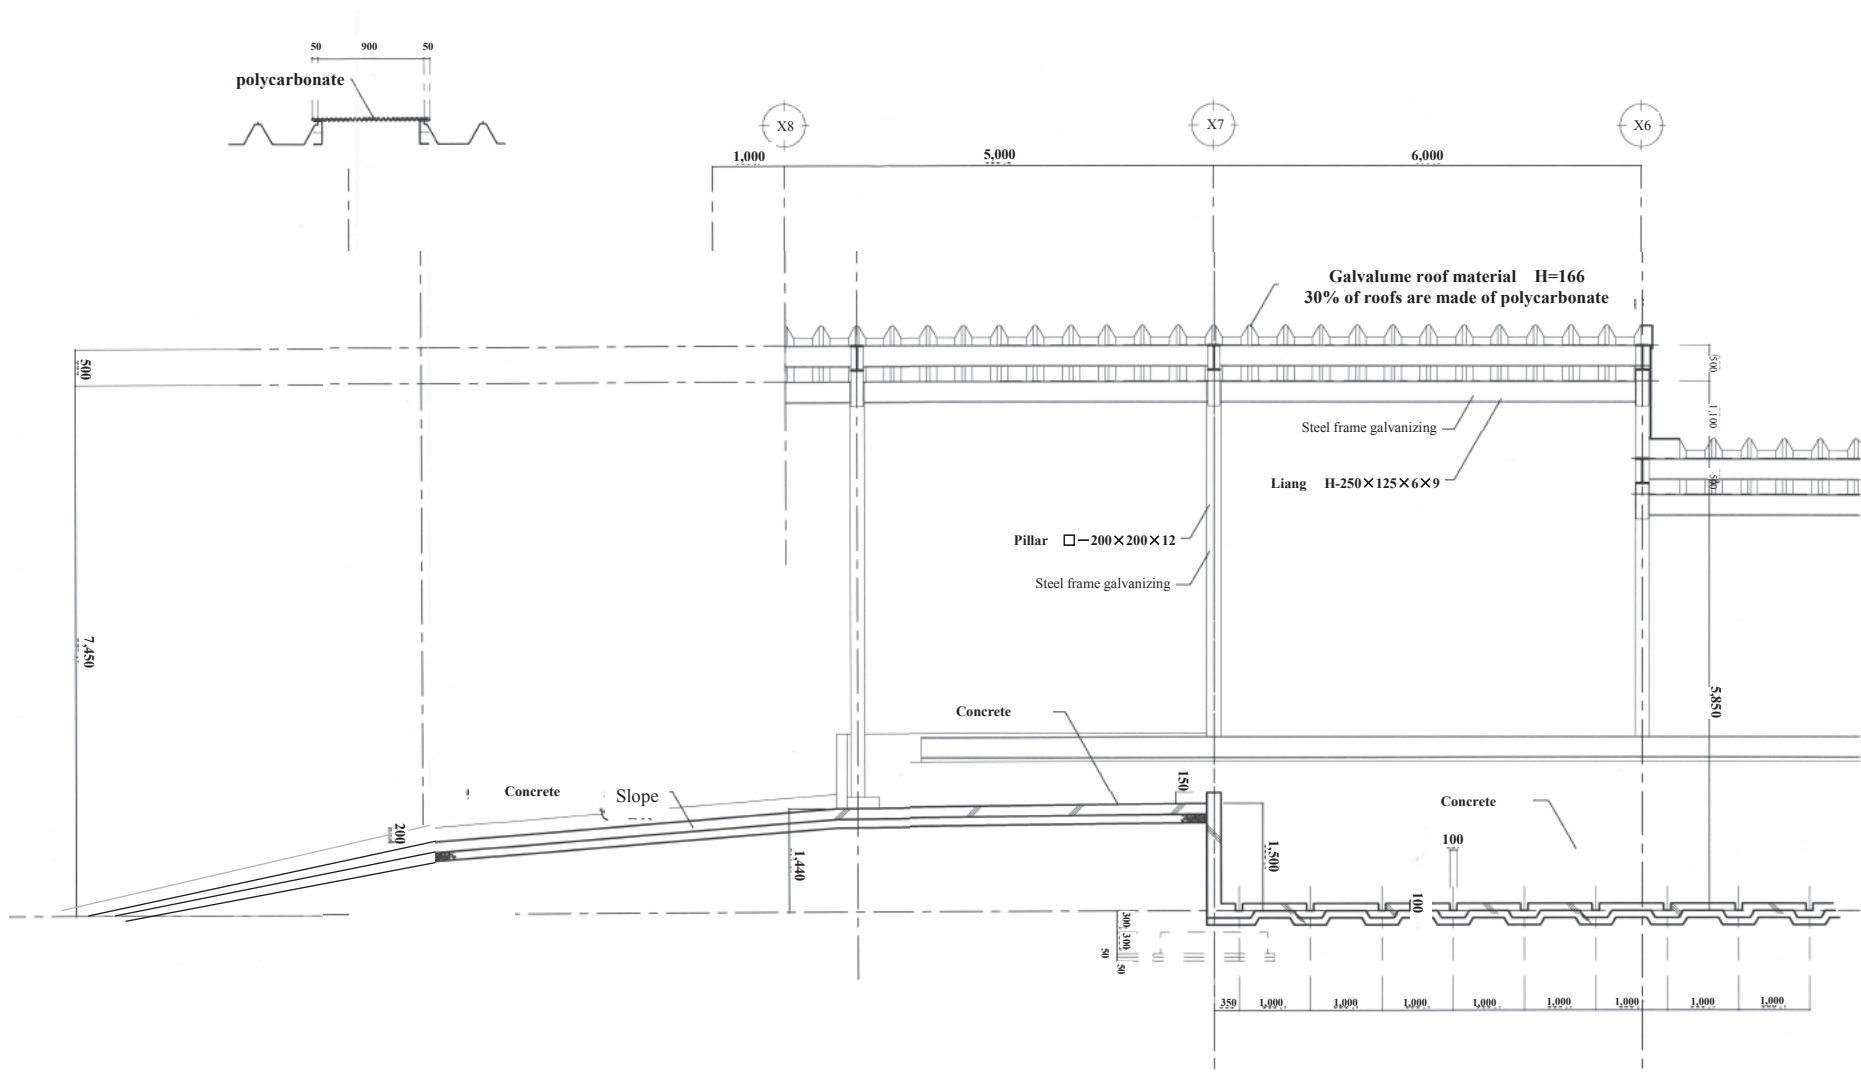 50 900 50
polycarbonate
X8
X7
X6
1,000
5,000
6,000
Galvalume roof material H=166
30% of roofs are made of polycarbonate
500
500
1,100
Steel frame galvanizing
500
Liang H-250×125×6×9
Pillar □－200×200×12
Steel frame galvanizing
7,450
5,850
Concrete
150
Concrete
Slope
Concrete
200
100
1,440
1,500
100
300
300
50
50
350 1,000 1,000 1,000 1,000 1,000 1,000 1,000 1,000